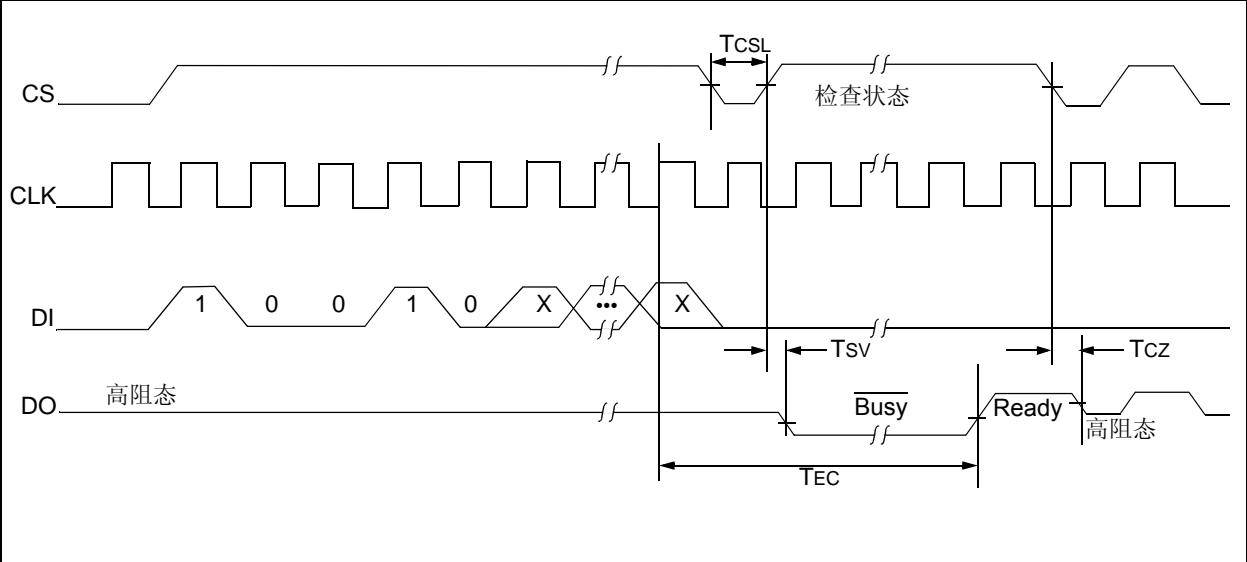 TCSL
CS
检查状态
CLK
DI 1 0 0 1 0 X ••• X
TSV
TCZ
DO 高阻态
Busy
Ready
高阻态
TEC